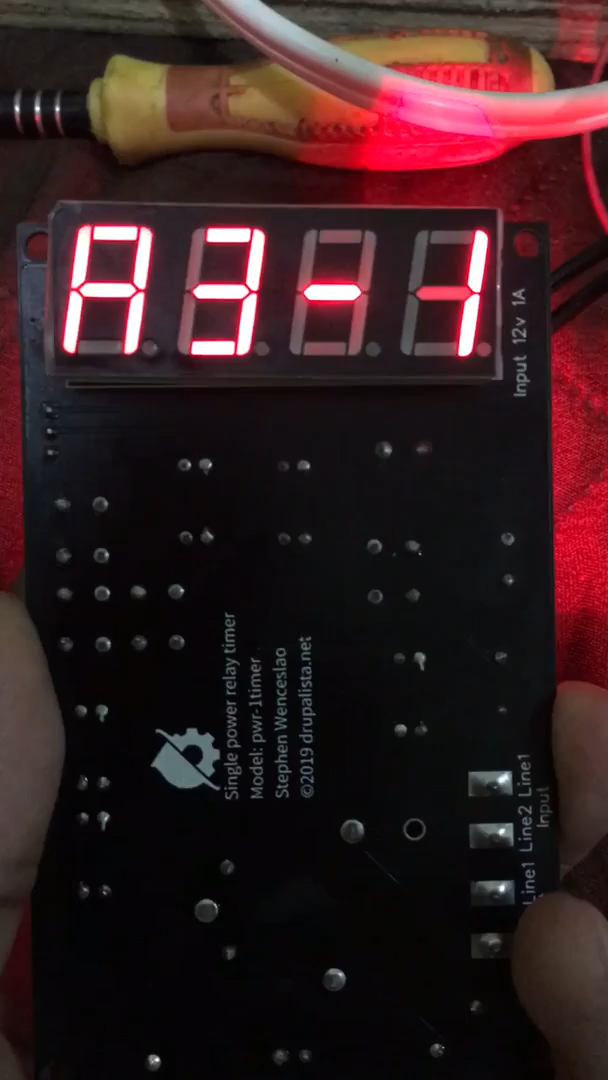 A3-1
Input 12v 1A
Single power relay timer
Model: pwr-1timer
Stephen Wenceslao
©2019 drupalista.net
Line1 Line2 Line1
Input